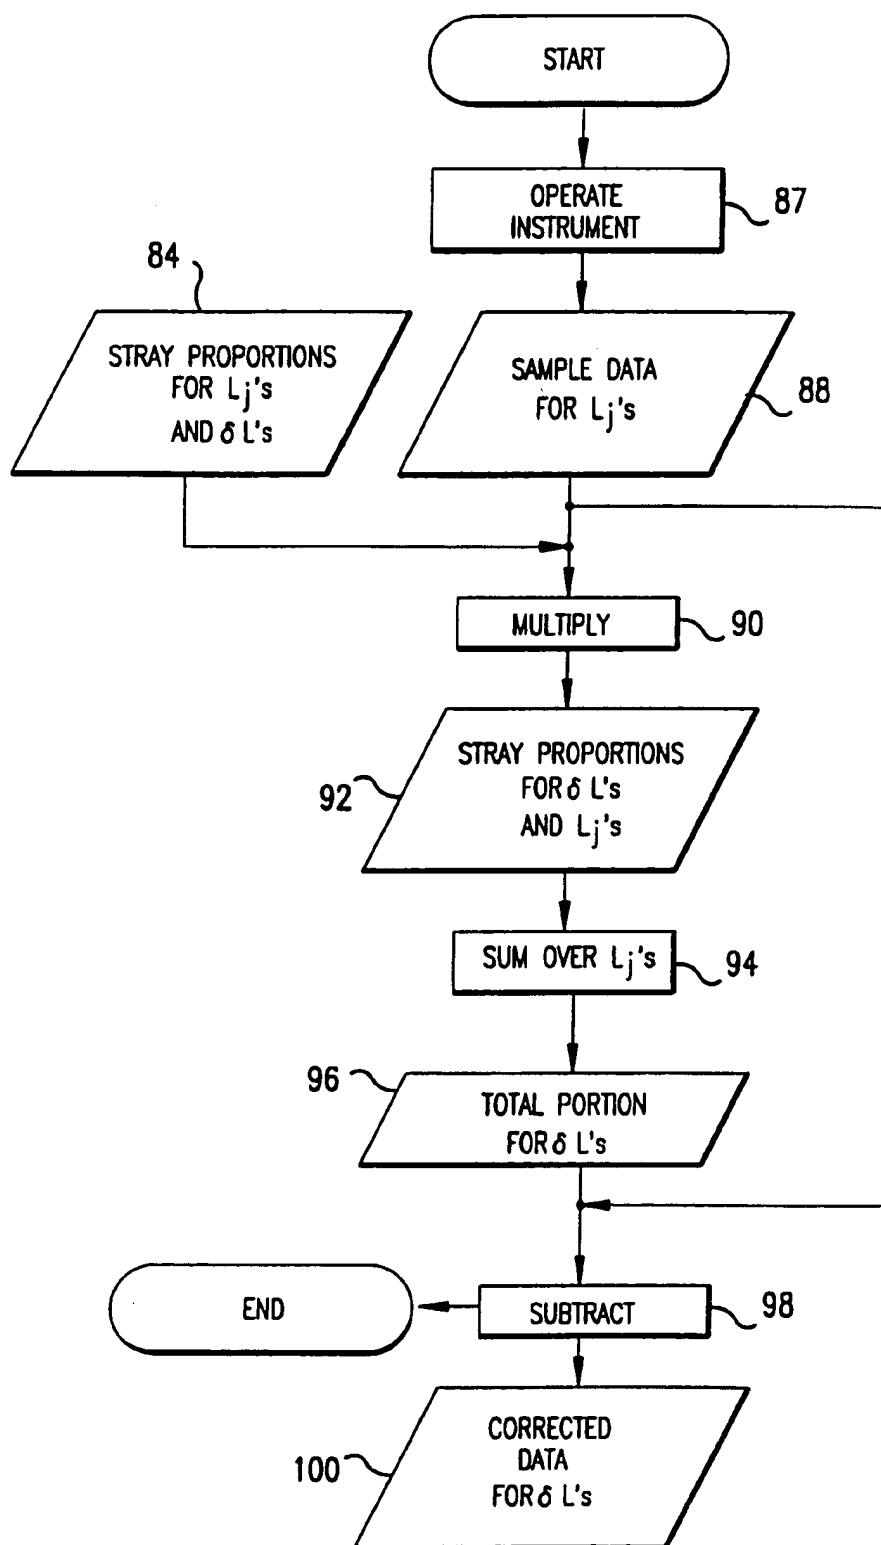 START
OPERATE
INSTRUMENT
87
84
STRAY PROPORTIONS
FOR Lj's
AND δ L's
SAMPLE DATA
FOR Lj's
88
MULTIPLY
90
STRAY PROPORTIONS
FOR δ L's
AND Lj's
92
SUM OVER Lj's
94
96
TOTAL PORTION
FOR δ L's
END
SUBTRACT
98
CORRECTED
DATA
FOR δ L's
100